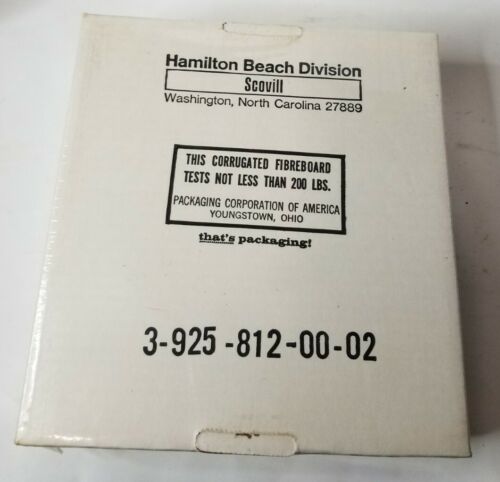 Hamilton Beach Division
Scovill
Washington, North Carolina 27889
THIS CORRUGATED FIBREBOARD
TESTS NOT LESS THAN 200 LBS.
PACKAGING CORPORATION OF AMERICA
YOUNGSTOWN, OHIO
that's packaging!
3-925-812-00-02